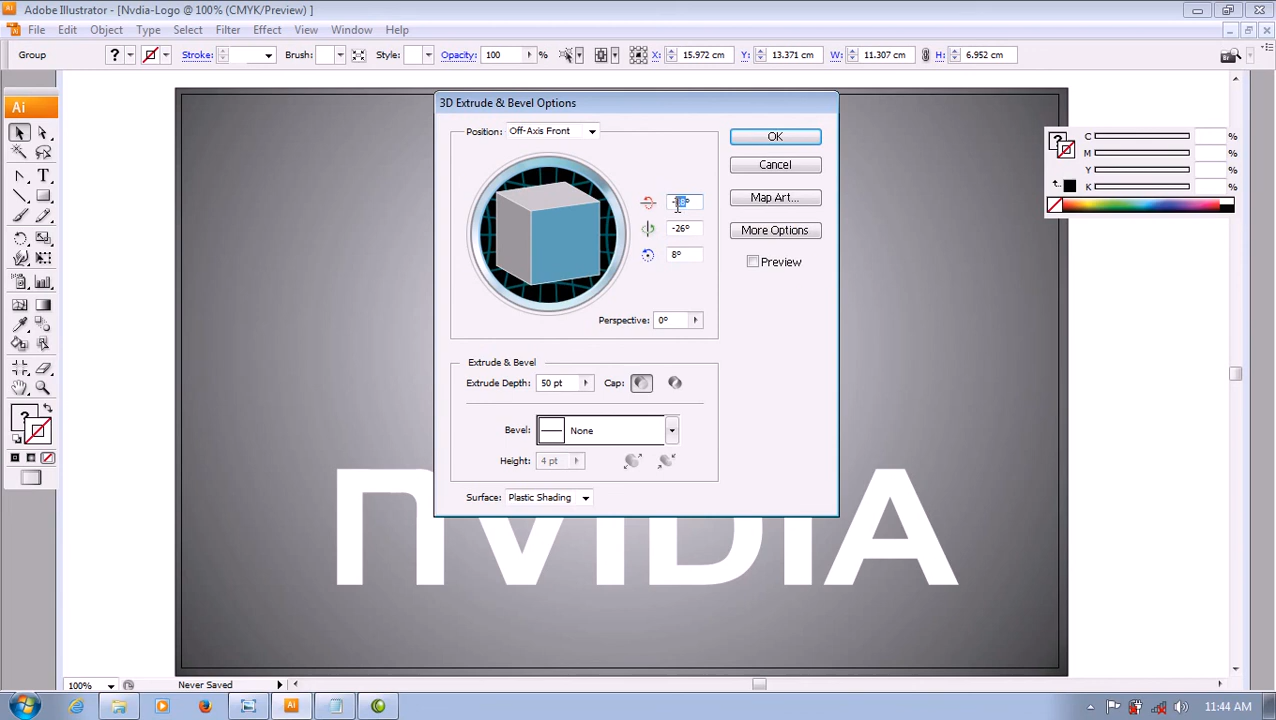 Adobe Illustrator - [Nvdia-Logo @ 100% (CMYK/Preview) ]
File Edit Object Type Select Filter Effect View Window Help
Group ? Stroke: Brush: Style: Opacity: 100 % X: 15.972 cm Y: 13.371 cm W: 11.307 cm H: 6.952 cm
Ai
3D Extrude & Bevel Options
Position: Off-Axis Front
OK
Cancel
-18°
Map Art...
-26°
More Options
8°
Preview
Perspective: 0°
Extrude & Bevel
Extrude Depth: 50 pt Cap:
Bevel: None
Height: 4 pt
Surface: Plastic Shading
C %
M %
Y %
K %
?
?
nVIDIA
100% Never Saved
11:44 AM